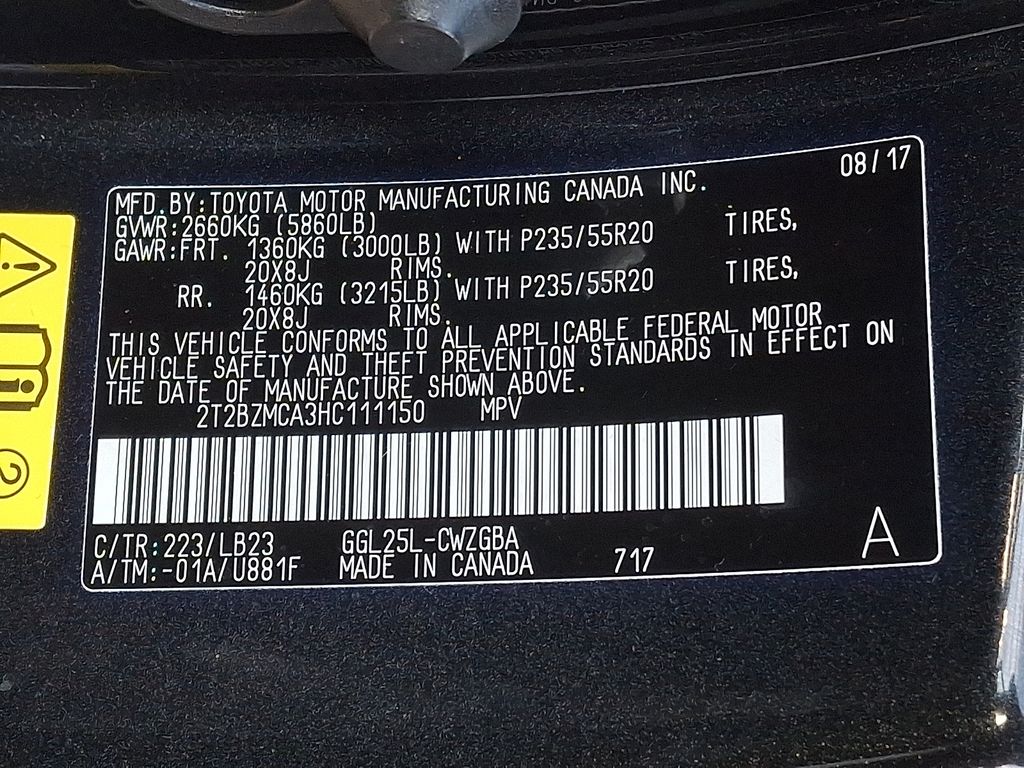 08/17
MFD.BY:TOYOTA MOTOR MANUFACTURING CANADA INC.
GVWR:2660KG (5860LB)
GAWR:FRT. 1360KG (3000LB) WITH P235/55R20 TIRES,
20X8J RIMS.
RR. 1460KG (3215LB) WITH P235/55R20 TIRES,
20X8J RIMS.
THIS VEHICLE CONFORMS TO ALL APPLICABLE FEDERAL MOTOR
VEHICLE SAFETY AND THEFT PREVENTION STANDARDS IN EFFECT ON
THE DATE OF MANUFACTURE SHOWN ABOVE.
2T2BZMCA3HC111150 MPV
C/TR:223/LB23 GGL25L-CWZGBA
A/TM:-01A/U881F MADE IN CANADA 717
A
2